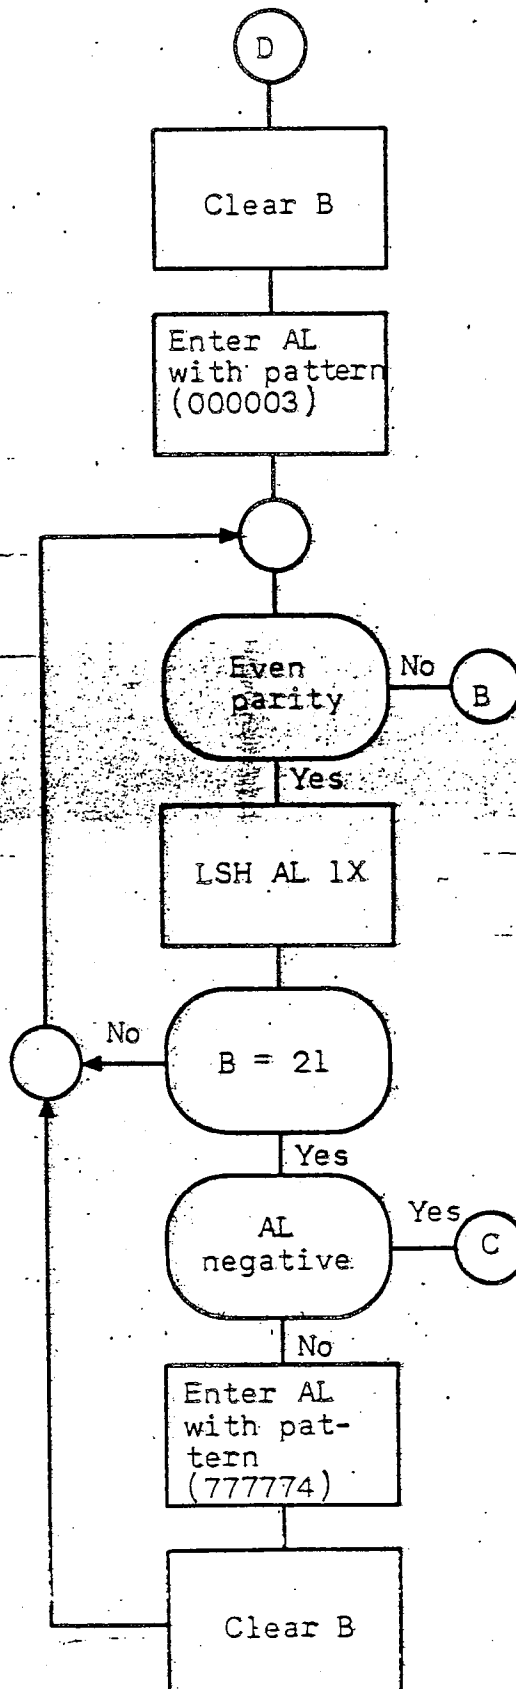 D
Clear B
Enter AL
with pattern
(000003)
Even
parity
No
B
Yes
LSH AL 1X
No
B = 21
Yes
AL
negative
Yes
C
No
Enter AL
with pat-
tern
(777774)
Clear B